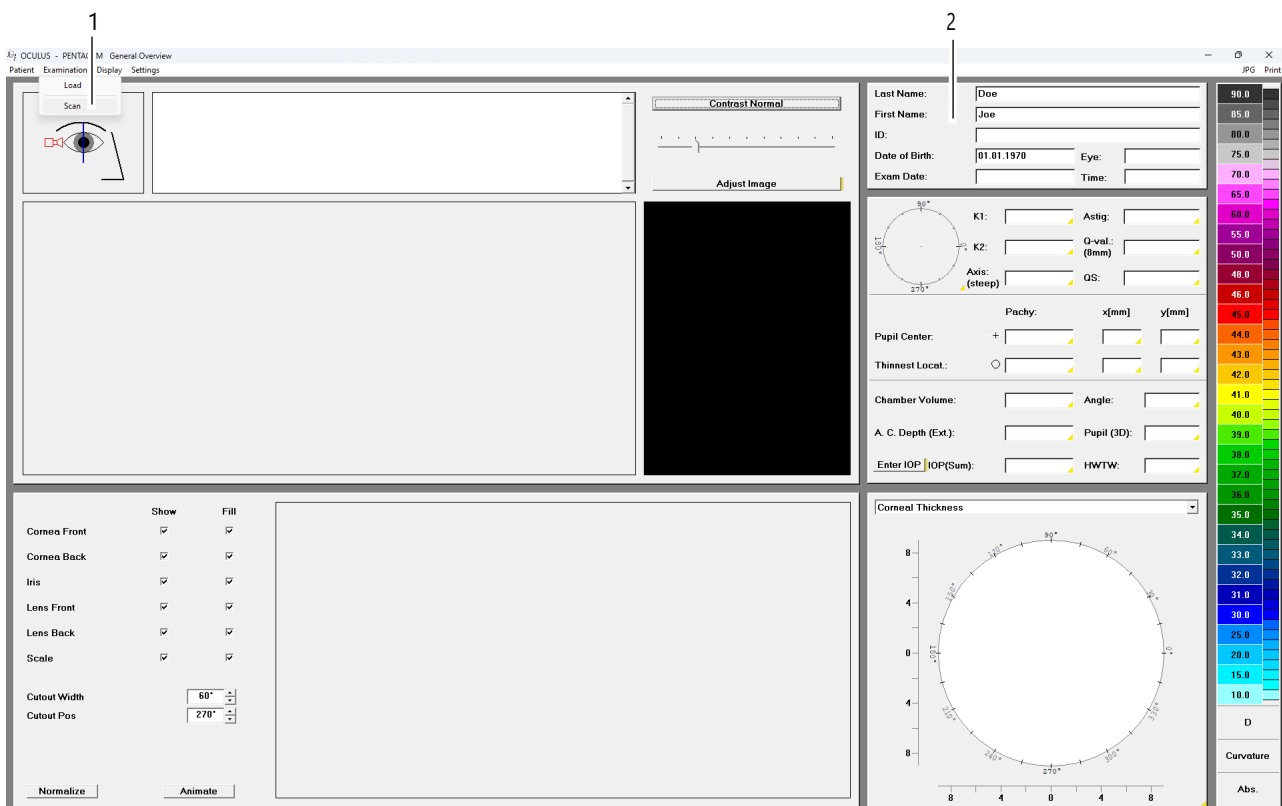 1
2
OCULUS - PENTA M General Overview
Patient Examination Display Settings
JPG Print
Load
Scan
Contrast Normal
Adjust Image
Last Name: Doe
First Name: Joe
ID:
Date of Birth: 01.01.1970 Eye:
Exam Date: Time:
90°
180°
0°
270°
K1: Astig:
K2: Q-val.:
(8mm)
Axis:
(steep) QS:
Pachy: x[mm] y[mm]
Pupil Center: +
Thinnest Locat.:
Chamber Volume: Angle:
A. C. Depth (Ext.): Pupil (3D):
Enter IOP IOP(Sum): HWTW:
Show Fill
Cornea Front
Cornea Back
Iris
Lens Front
Lens Back
Scale
Cutout Width 60°
Cutout Pos 270°
Normalize Animate
Corneal Thickness
90°
120° 60°
150° 30°
180° 0°
210° 330°
240° 300°
270°
8
4
0
4
8
8 4 0 4 8
90.0
85.0
80.0
75.0
70.0
65.0
60.0
55.0
50.0
48.0
46.0
45.0
44.0
43.0
42.0
41.0
40.0
39.0
38.0
37.0
36.0
35.0
34.0
33.0
32.0
31.0
30.0
25.0
20.0
15.0
10.0
D
Curvature
Abs.